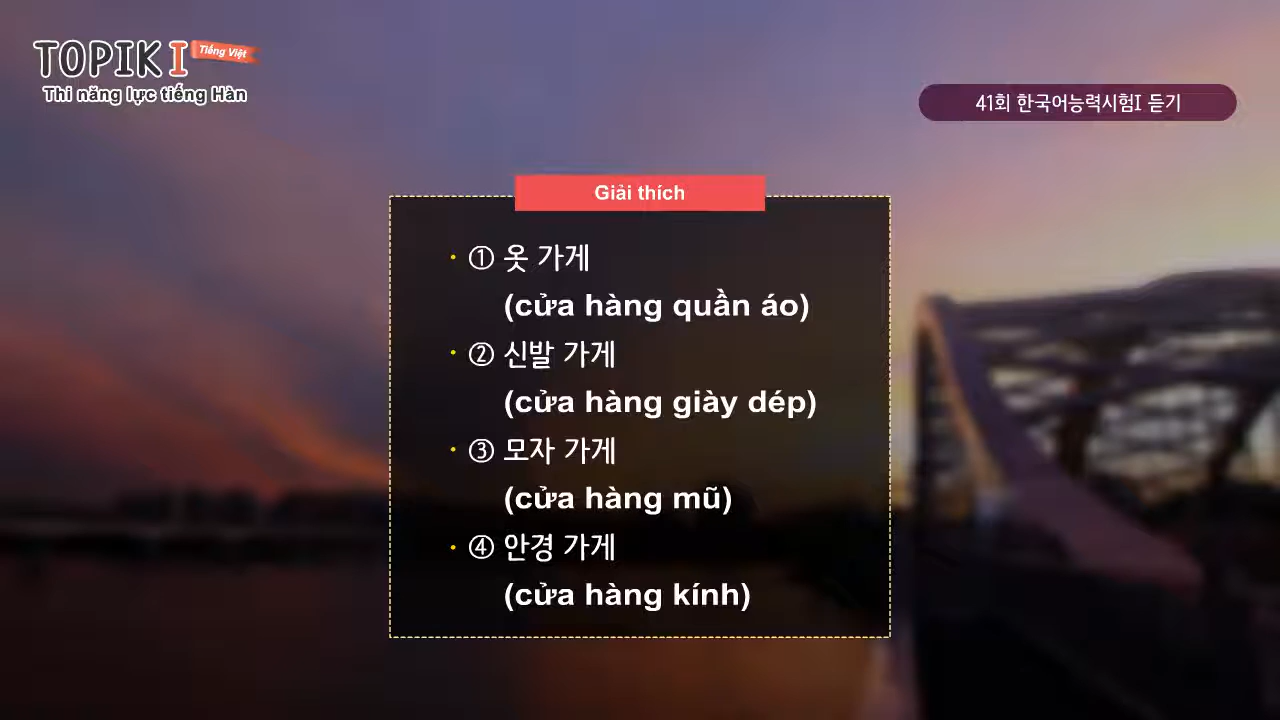 TOPIK I Tiếng Việt
Thi năng lực tiếng Hàn
41회 한국어능력시험I 듣기
Giải thích
• ① 옷 가게
(cửa hàng quần áo)
• ② 신발 가게
(cửa hàng giày dép)
• ③ 모자 가게
(cửa hàng mũ)
• ④ 안경 가게
(cửa hàng kính)